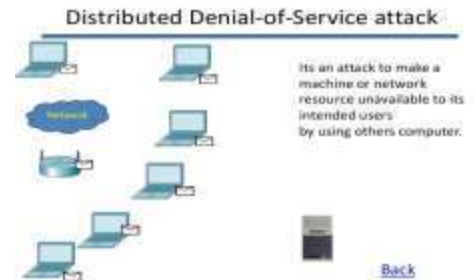 Distributed Denial-of-Service attack
Its an attack to make a
machine or network
resource unavailable to its
intended users
by using others computer.
Network
Back